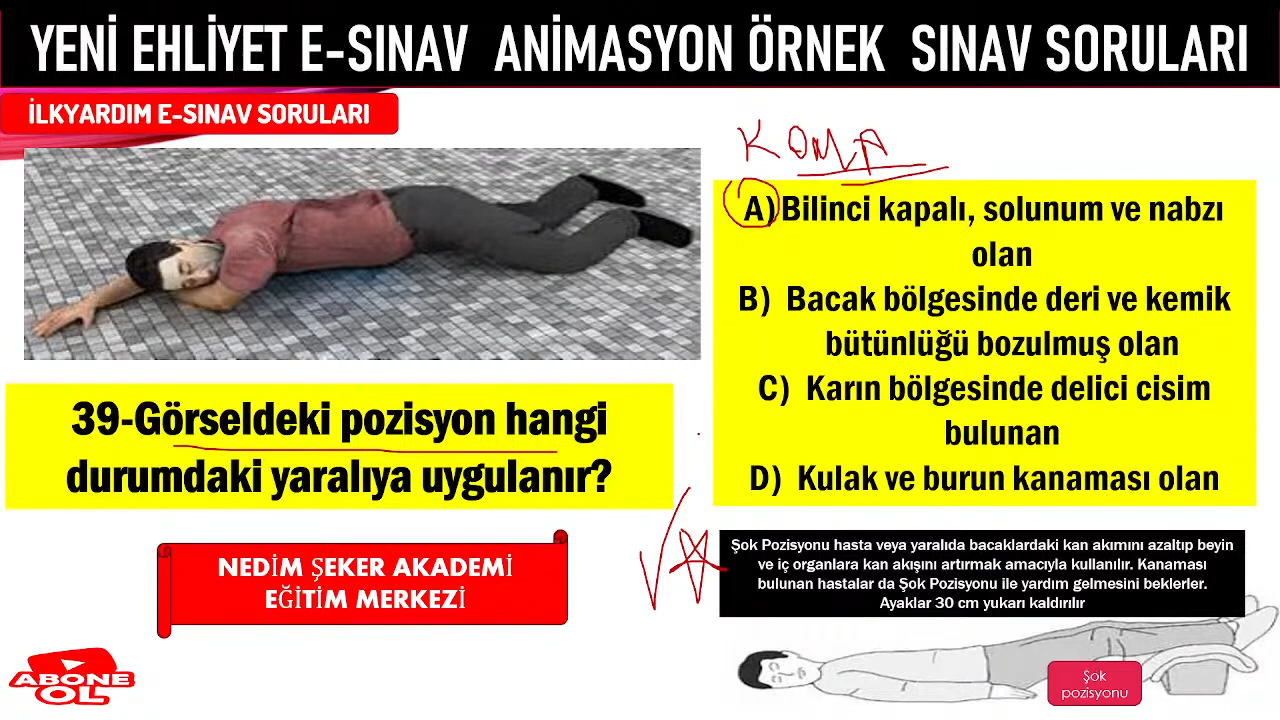 YENİ EHLİYET E-SINAV ANİMASYON ÖRNEK SINAV SORULARI
İLKYARDIM E-SINAV SORULARI
39-Görseldeki pozisyon hangi
durumdaki yaralıya uygulanır?
KOMA
A) Bilinci kapalı, solunum ve nabzı
olan
B) Bacak bölgesinde deri ve kemik
bütünlüğü bozulmuş olan
C) Karın bölgesinde delici cisim
bulunan
D) Kulak ve burun kanaması olan
NEDİM ŞEKER AKADEMİ
EĞİTİM MERKEZİ
Şok Pozisyonu hasta veya yaralıda bacaklardaki kan akımını azaltıp beyin
ve iç organlara kan akışını artırmak amacıyla kullanılır. Kanaması
bulunan hastalar da Şok Pozisyonu ile yardım gelmesini beklerler.
Ayaklar 30 cm yukarı kaldırılır
Şok
pozisyonu
ABONE
OL